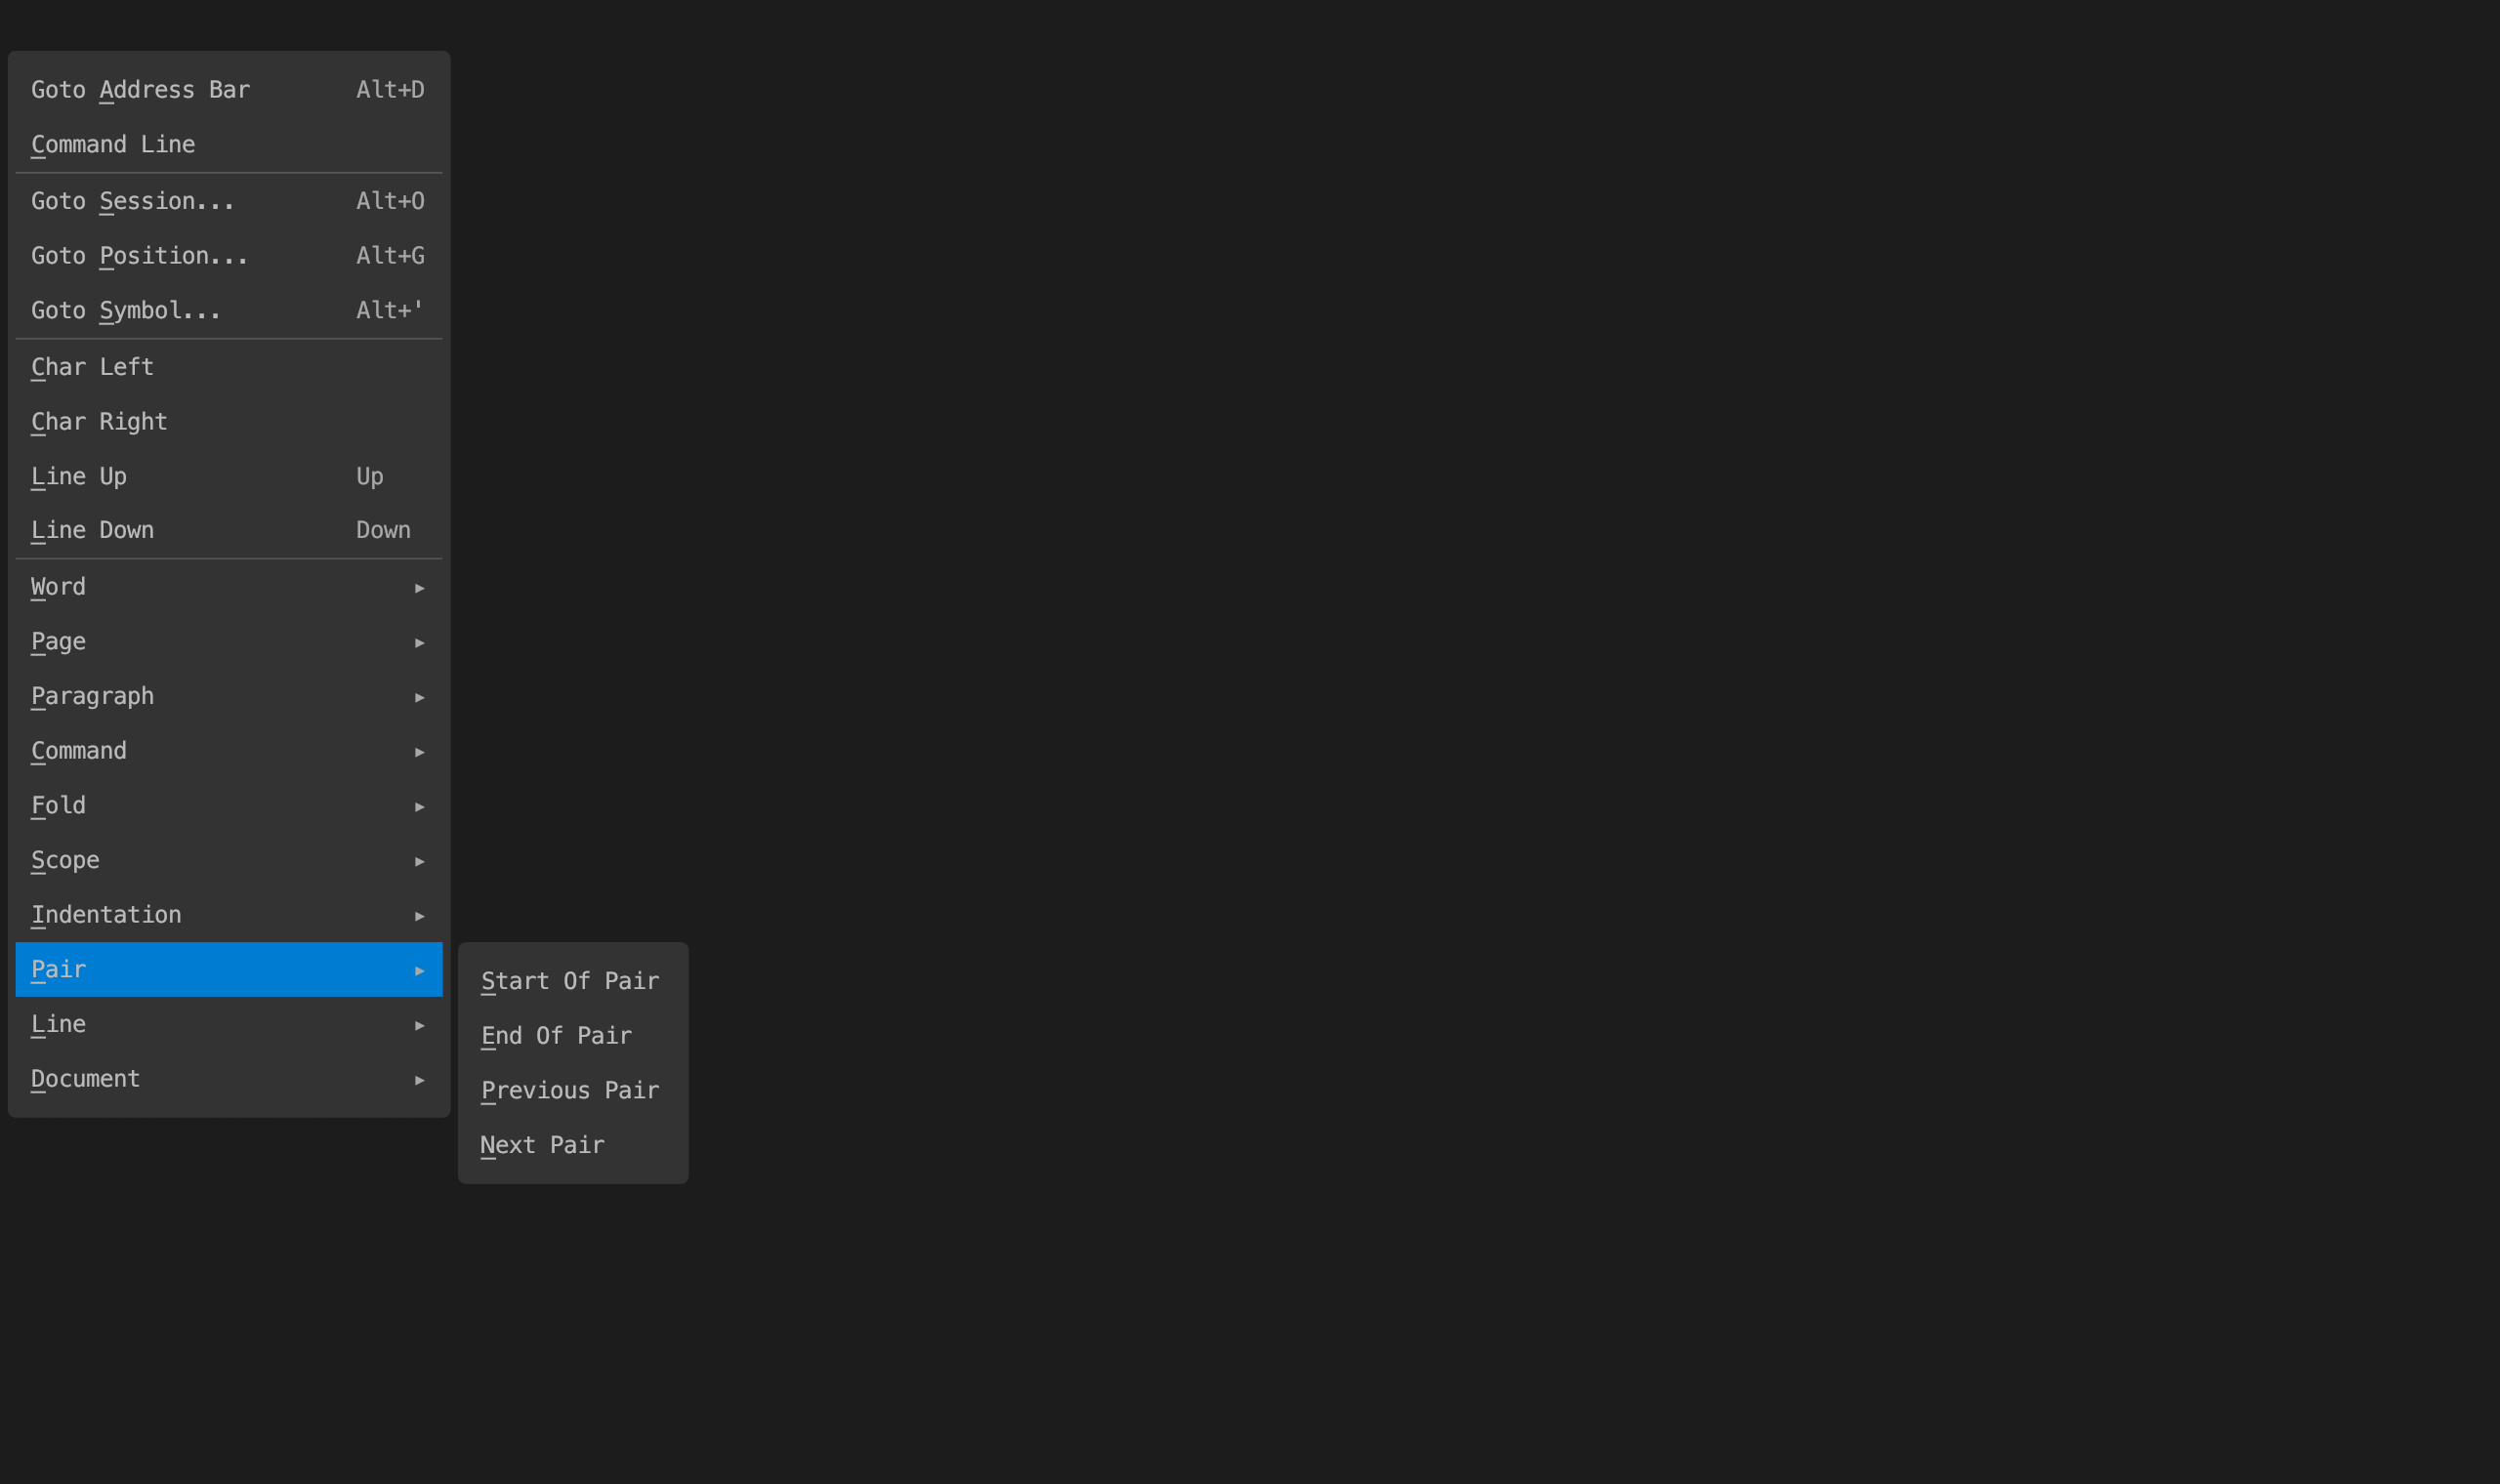 Goto Address Bar Alt+D
Command Line
Goto Session... Alt+O
Goto Position... Alt+G
Goto Symbol... Alt+'
Char Left
Char Right
Line Up Up
Line Down Down
Word ▸
Page ▸
Paragraph ▸
Command ▸
Fold ▸
Scope ▸
Indentation ▸
Pair ▸
Line ▸
Document ▸
Start Of Pair
End Of Pair
Previous Pair
Next Pair